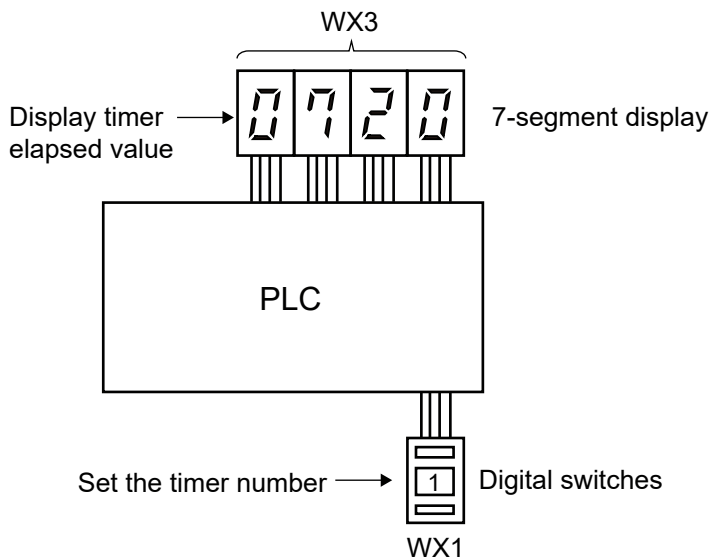 WX3
0720
Display timer
elapsed value
7-segment display
PLC
Set the timer number
1
Digital switches
WX1